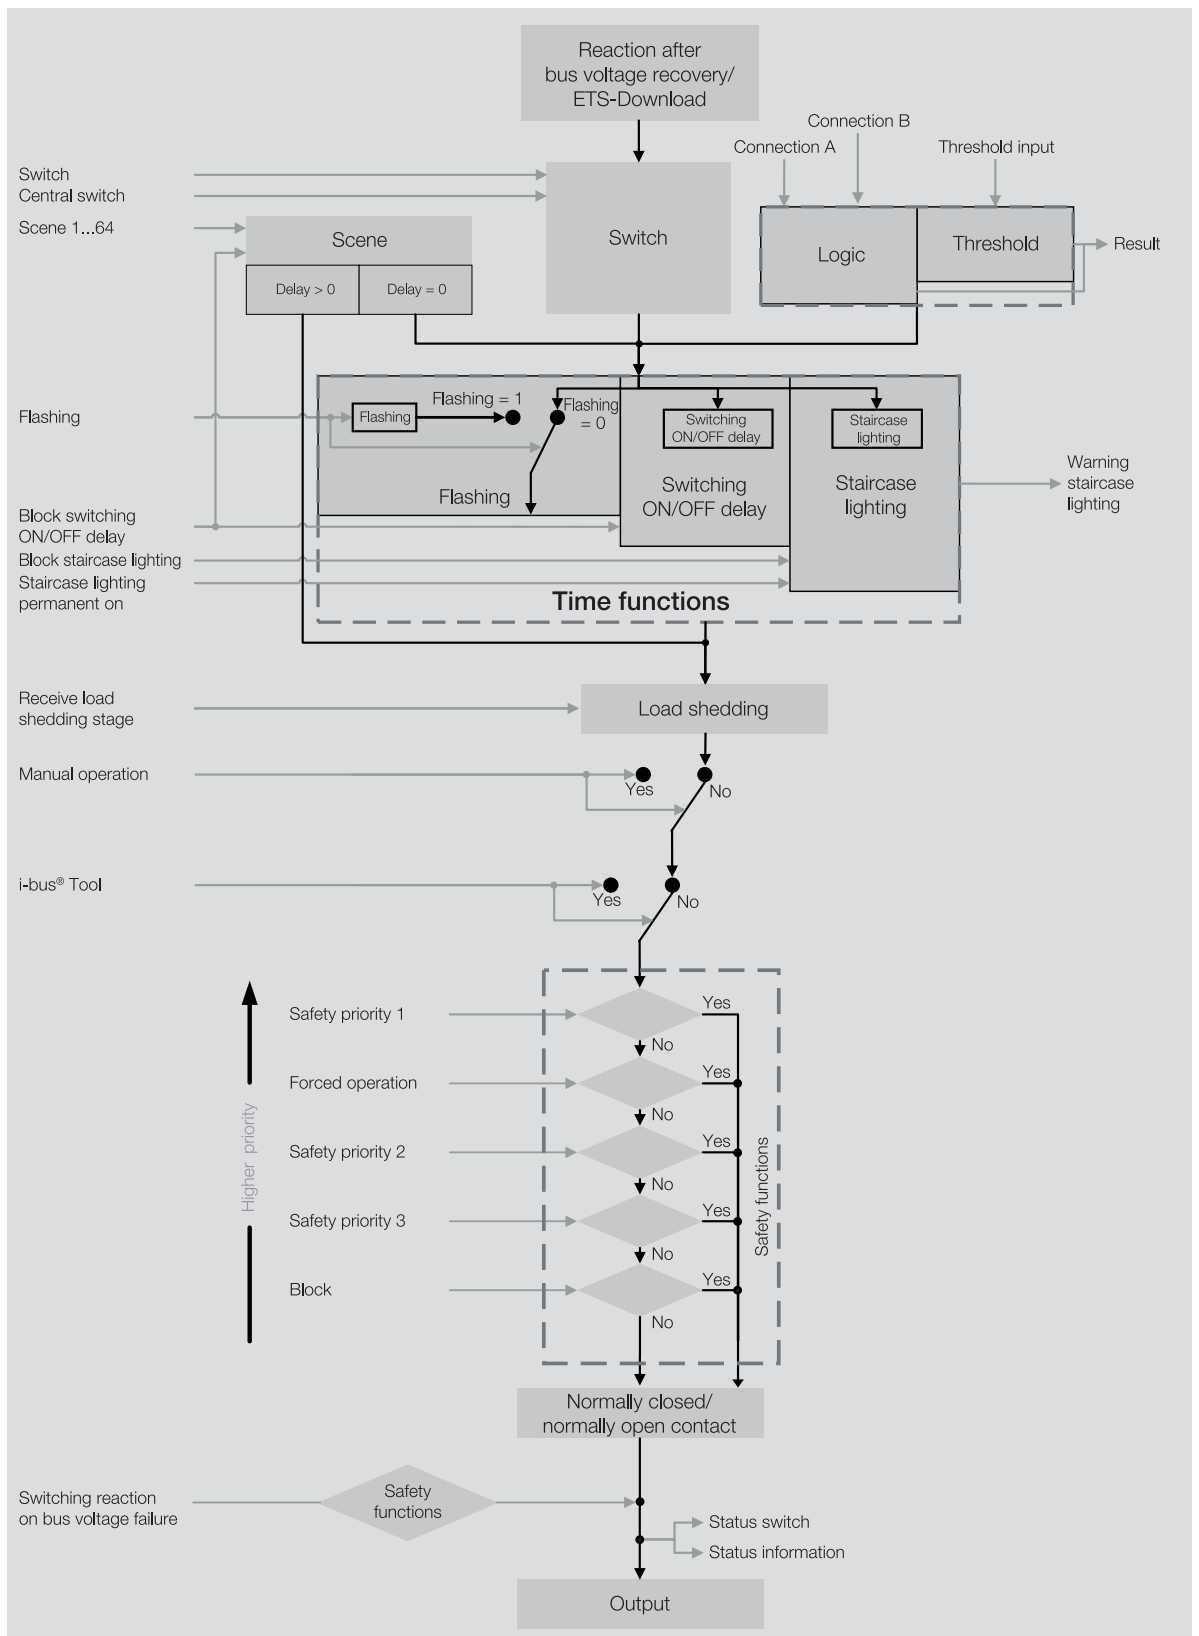 Reaction after
bus voltage recovery/
ETS-Download
Connection B
Connection A
Threshold input
Switch
Central switch
Scene 1...64
Scene
Switch
Logic
Threshold
Result
Delay > 0
Delay = 0
Flashing
Flashing
Flashing = 1
Flashing
= 0
Switching
ON/OFF delay
Staircase
lighting
Flashing
Switching
ON/OFF delay
Staircase
lighting
Warning
staircase
lighting
Block switching
ON/OFF delay
Block staircase lighting
Staircase lighting
permanent on
Time functions
Receive load
shedding stage
Load shedding
Manual operation
Yes
No
i-bus® Tool
Yes
No
Higher priority
Safety priority 1
Yes
No
Forced operation
Yes
No
Safety priority 2
Yes
No
Safety priority 3
Yes
No
Block
Yes
No
Safety functions
Normally closed/
normally open contact
Switching reaction
on bus voltage failure
Safety
functions
Status switch
Status information
Output